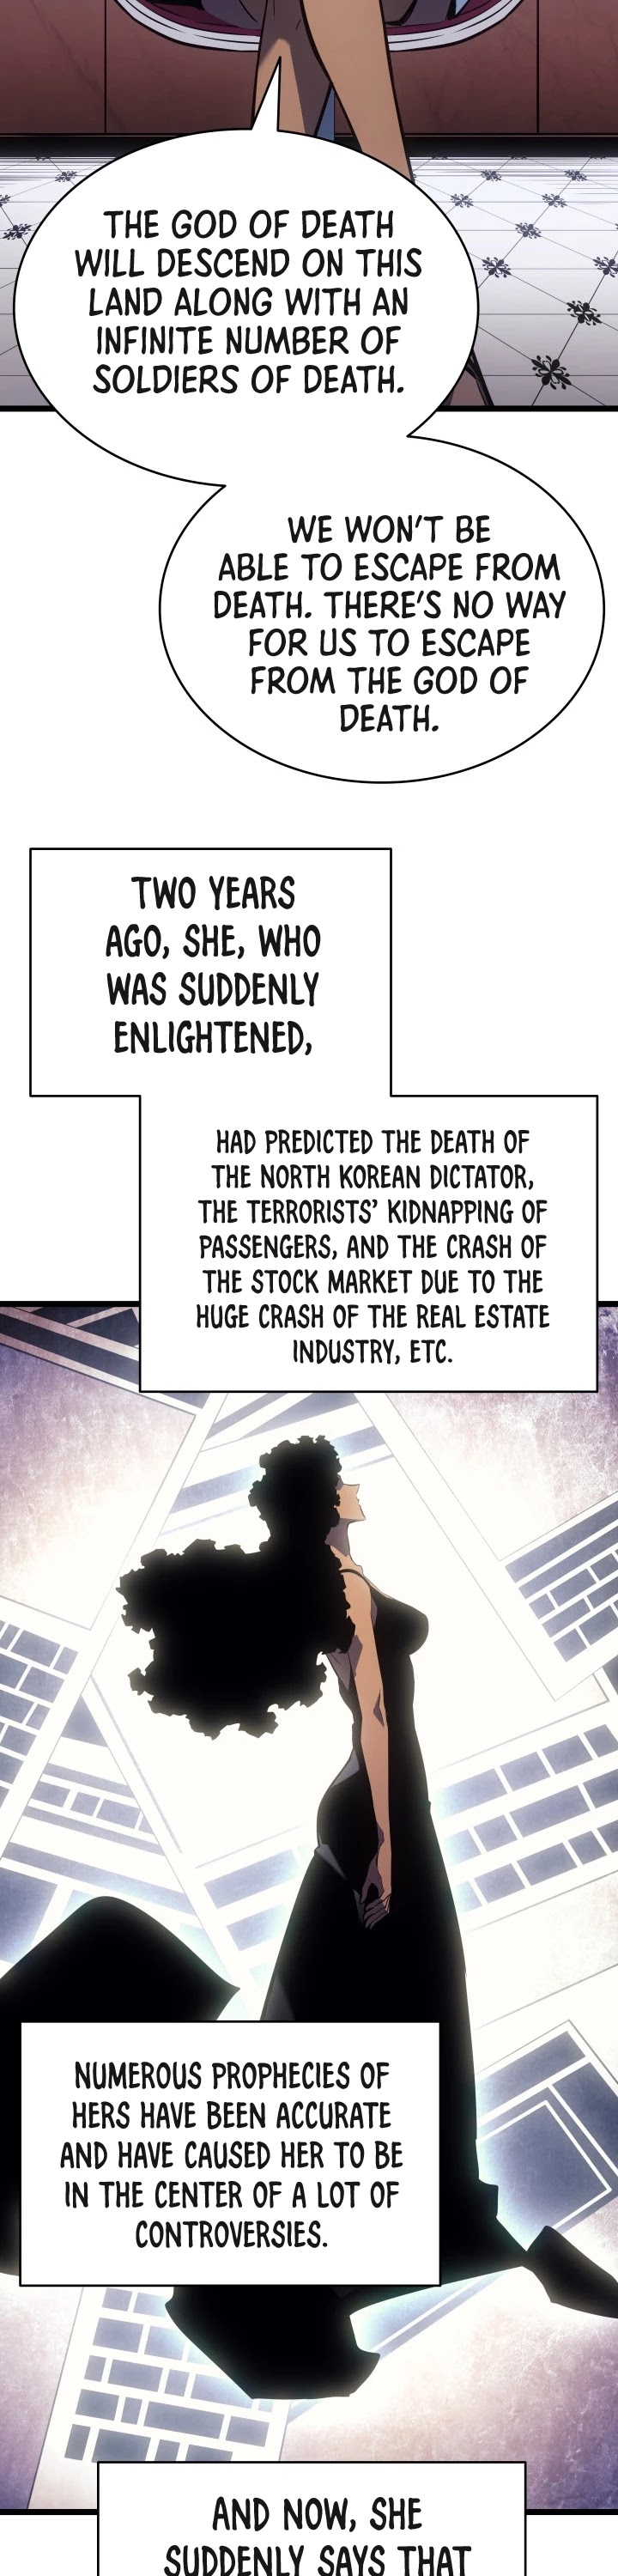 THE GOD OF DEATH
WILL DESCEND ON THIS
LAND ALONG WITH AN
INFINITE NUMBER OF
SOLDIERS OF DEATH.
WE WON'T BE
ABLE TO ESCAPE FROM
DEATH. THERE'S NO WAY
FOR US TO ESCAPE
FROM THE GOD OF
DEATH.
TWO YEARS
AGO, SHE, WHO
WAS SUDDENLY
ENLIGHTENED,
HAD PREDICTED THE DEATH OF
THE NORTH KOREAN DICTATOR,
THE TERRORISTS' KIDNAPPING OF
PASSENGERS, AND THE CRASH OF
THE STOCK MARKET DUE TO THE
HUGE CRASH OF THE REAL ESTATE
INDUSTRY, ETC.
NUMEROUS PROPHECIES OF
HERS HAVE BEEN ACCURATE
AND HAVE CAUSED HER TO BE
IN THE CENTER OF A LOT OF
CONTROVERSIES.
AND NOW, SHE
SUDDENLY SAYS THAT